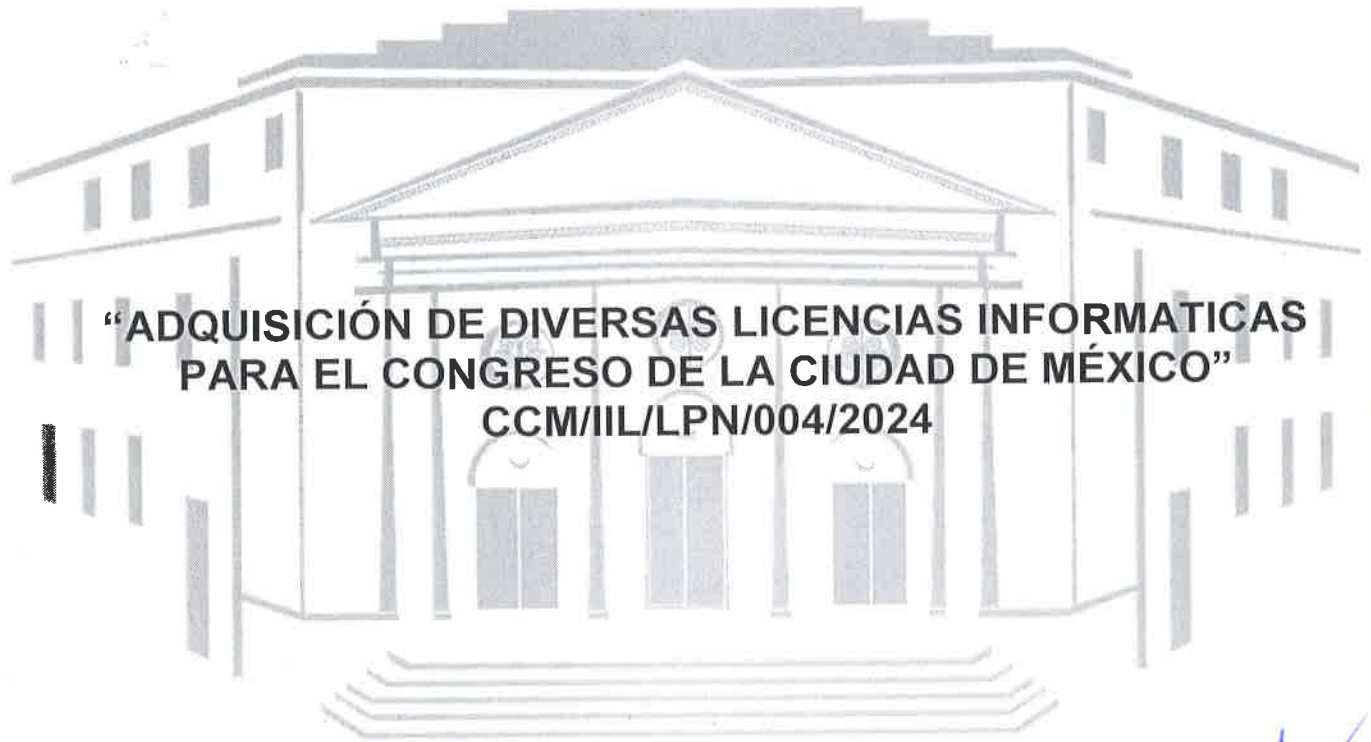 “ADQUISICIÓN DE DIVERSAS LICENCIAS INFORMATICAS
PARA EL CONGRESO DE LA CIUDAD DE MÉXICO”
CCM/IIL/LPN/004/2024